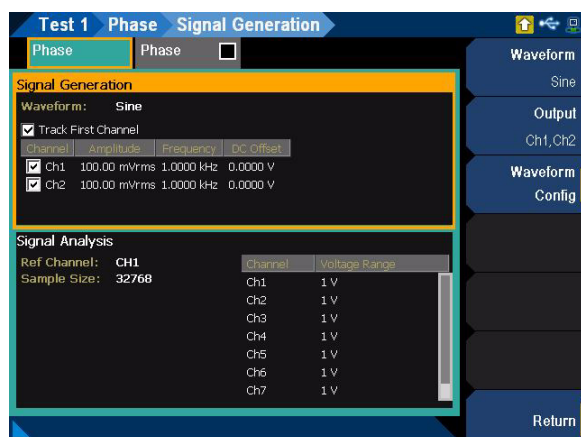 Test 1 Phase Signal Generation
Phase Phase
Waveform
Sine
Output
Ch1,Ch2
Waveform
Config
Return
Signal Generation
Waveform: Sine
Track First Channel
Channel Amplitude Frequency DC Offset
Ch1 100.00 mVrms 1.0000 kHz 0.0000 V
Ch2 100.00 mVrms 1.0000 kHz 0.0000 V
Signal Analysis
Ref Channel: CH1
Sample Size: 32768
Channel Voltage Range
Ch1 1 V
Ch2 1 V
Ch3 1 V
Ch4 1 V
Ch5 1 V
Ch6 1 V
Ch7 1 V